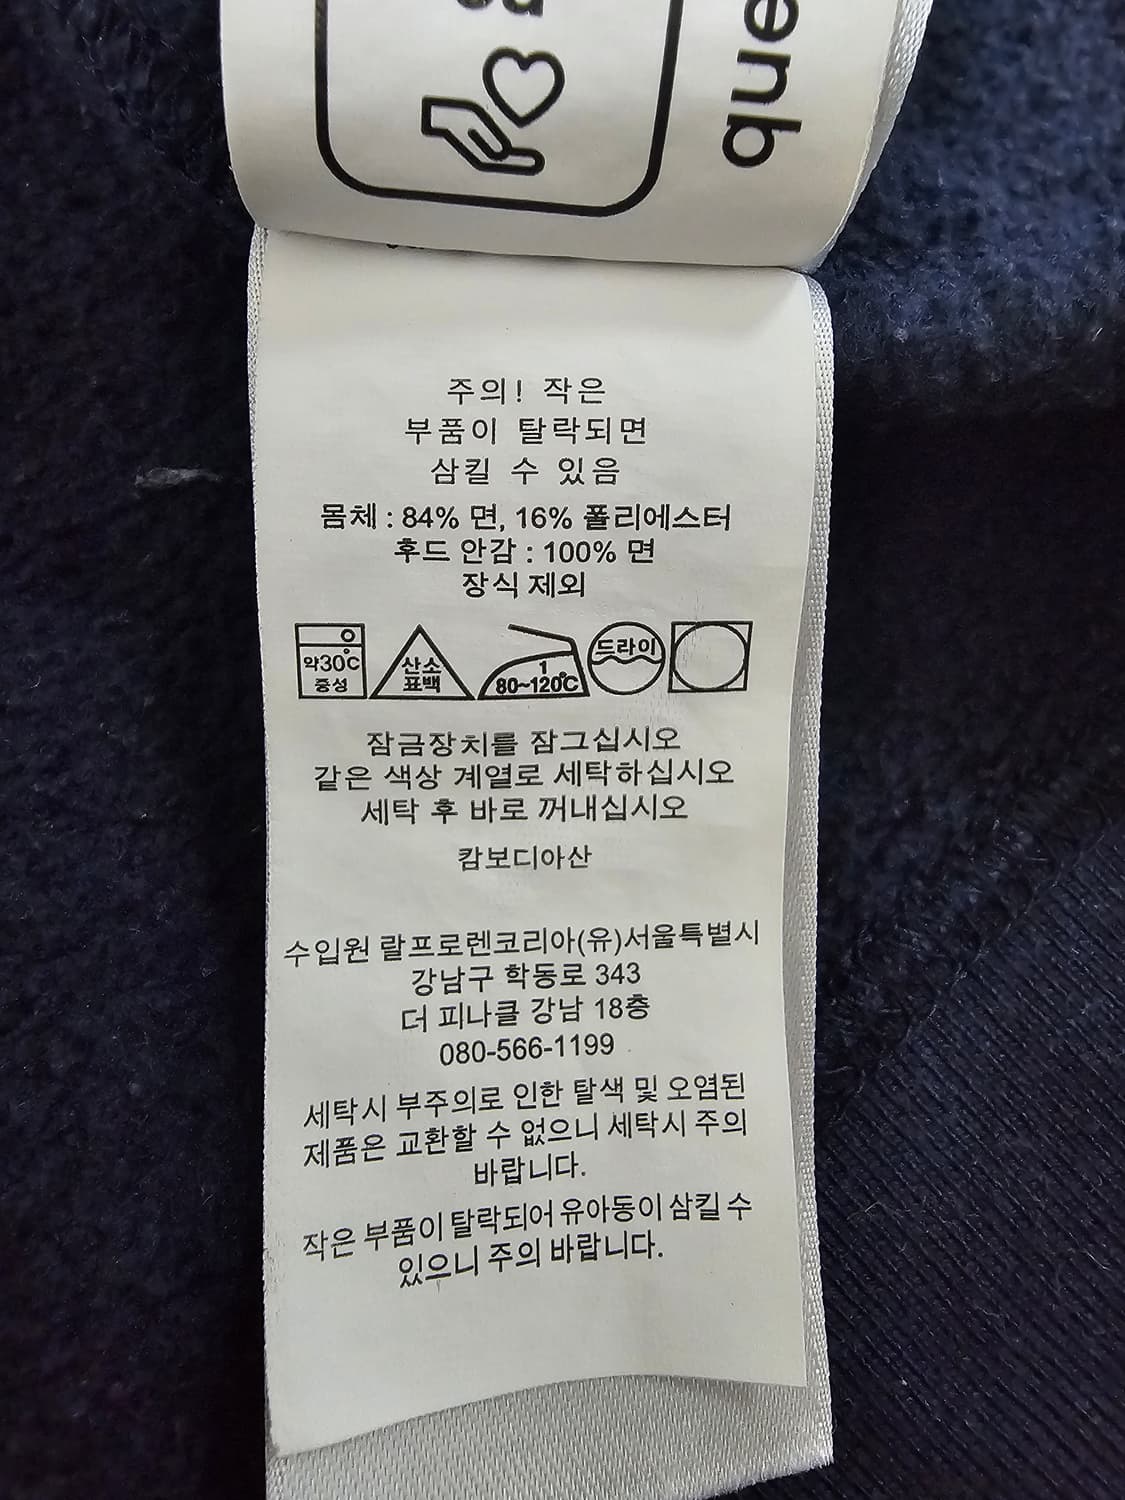 주의! 작은
부품이 탈락되면
삼킬 수 있음
몸체 : 84% 면, 16% 폴리에스터
후드 안감 : 100% 면
장식 제외
약30℃
중성
산소
표백
1
80~120℃
드라이
잠금장치를 잠그십시오
같은 색상 계열로 세탁하십시오
세탁 후 바로 꺼내십시오
캄보디아산
수입원 랄프로렌코리아(유)서울특별시
강남구 학동로 343
더 피나클 강남 18층
080-566-1199
세탁시 부주의로 인한 탈색 및 오염된
제품은 교환할 수 없으니 세탁시 주의
바랍니다.
작은 부품이 탈락되어 유아동이 삼킬 수
있으니 주의 바랍니다.